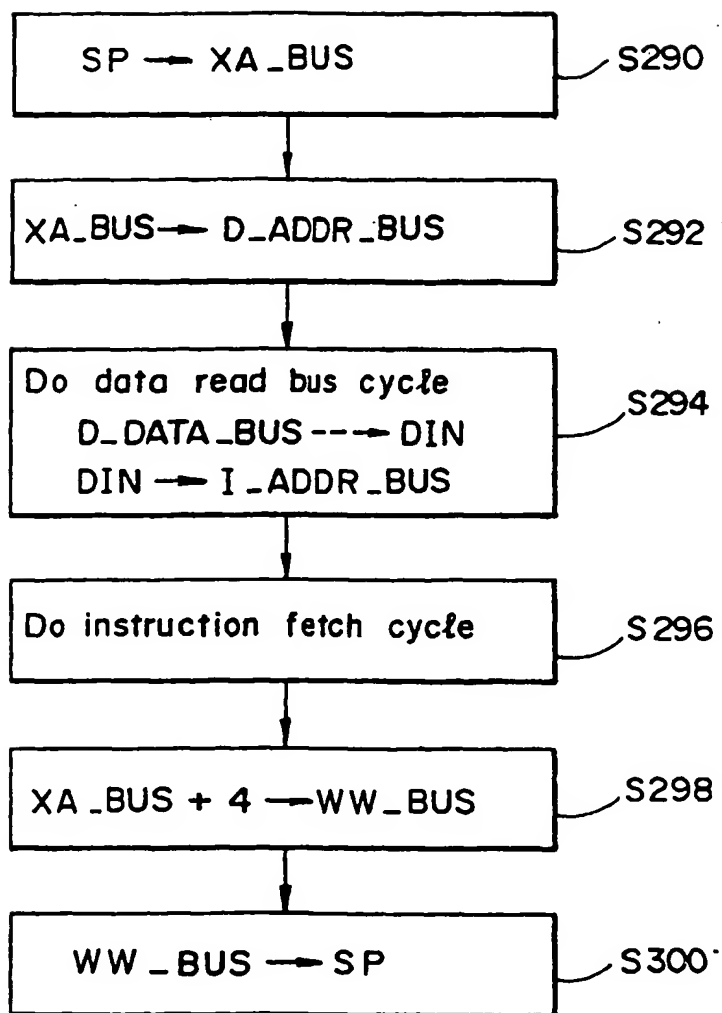 SP → XA_BUS
S290
XA_BUS → D_ADDR_BUS
S292
Do data read bus cycle
D_DATA_BUS ---→ DIN
DIN → I_ADDR_BUS
S294
Do instruction fetch cycle
S296
XA_BUS + 4 → WW_BUS
S298
WW_BUS → SP
S300